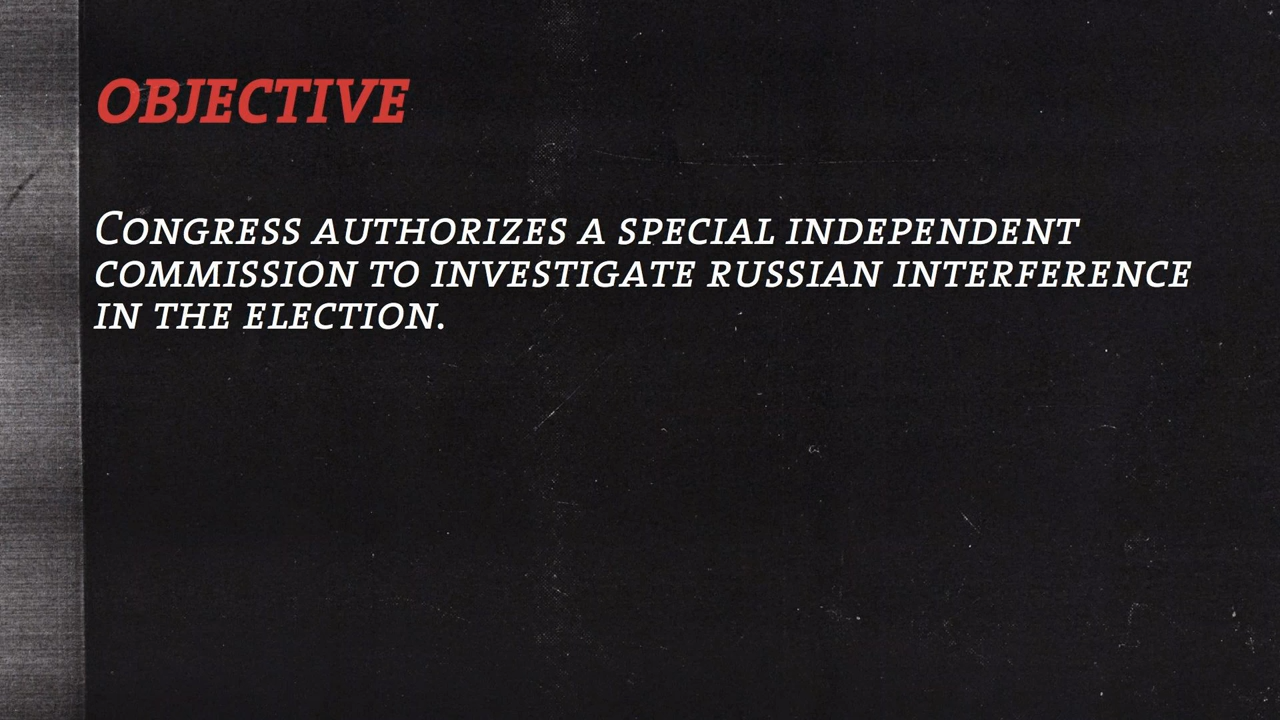 OBJECTIVE
CONGRESS AUTHORIZES A SPECIAL INDEPENDENT
COMMISSION TO INVESTIGATE RUSSIAN INTERFERENCE
IN THE ELECTION.